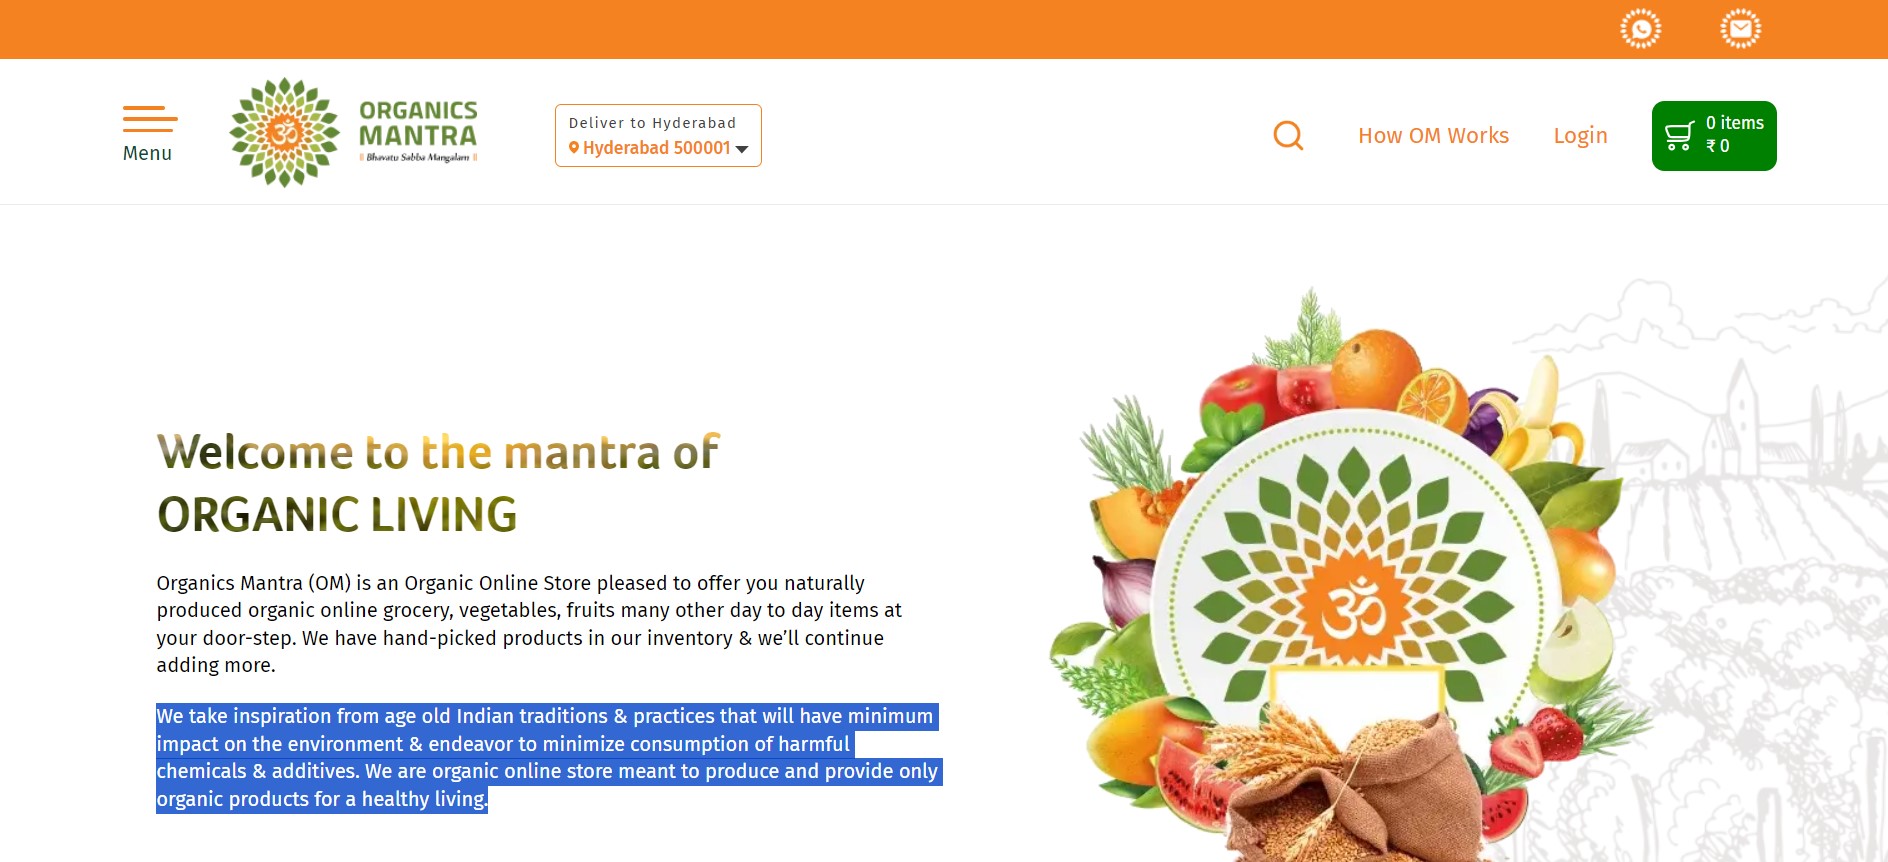 Menu
ORGANICS
MANTRA
॥ Bhavatu Sabba Mangalam ॥
Deliver to Hyderabad
Hyderabad 500001
How OM Works
Login
0 items
₹ 0
Welcome to the mantra of
ORGANIC LIVING
Organics Mantra (OM) is an Organic Online Store pleased to offer you naturally
produced organic online grocery, vegetables, fruits many other day to day items at
your door-step. We have hand-picked products in our inventory & we’ll continue
adding more.
We take inspiration from age old Indian traditions & practices that will have minimum
impact on the environment & endeavor to minimize consumption of harmful
chemicals & additives. We are organic online store meant to produce and provide only
organic products for a healthy living.
ॐ